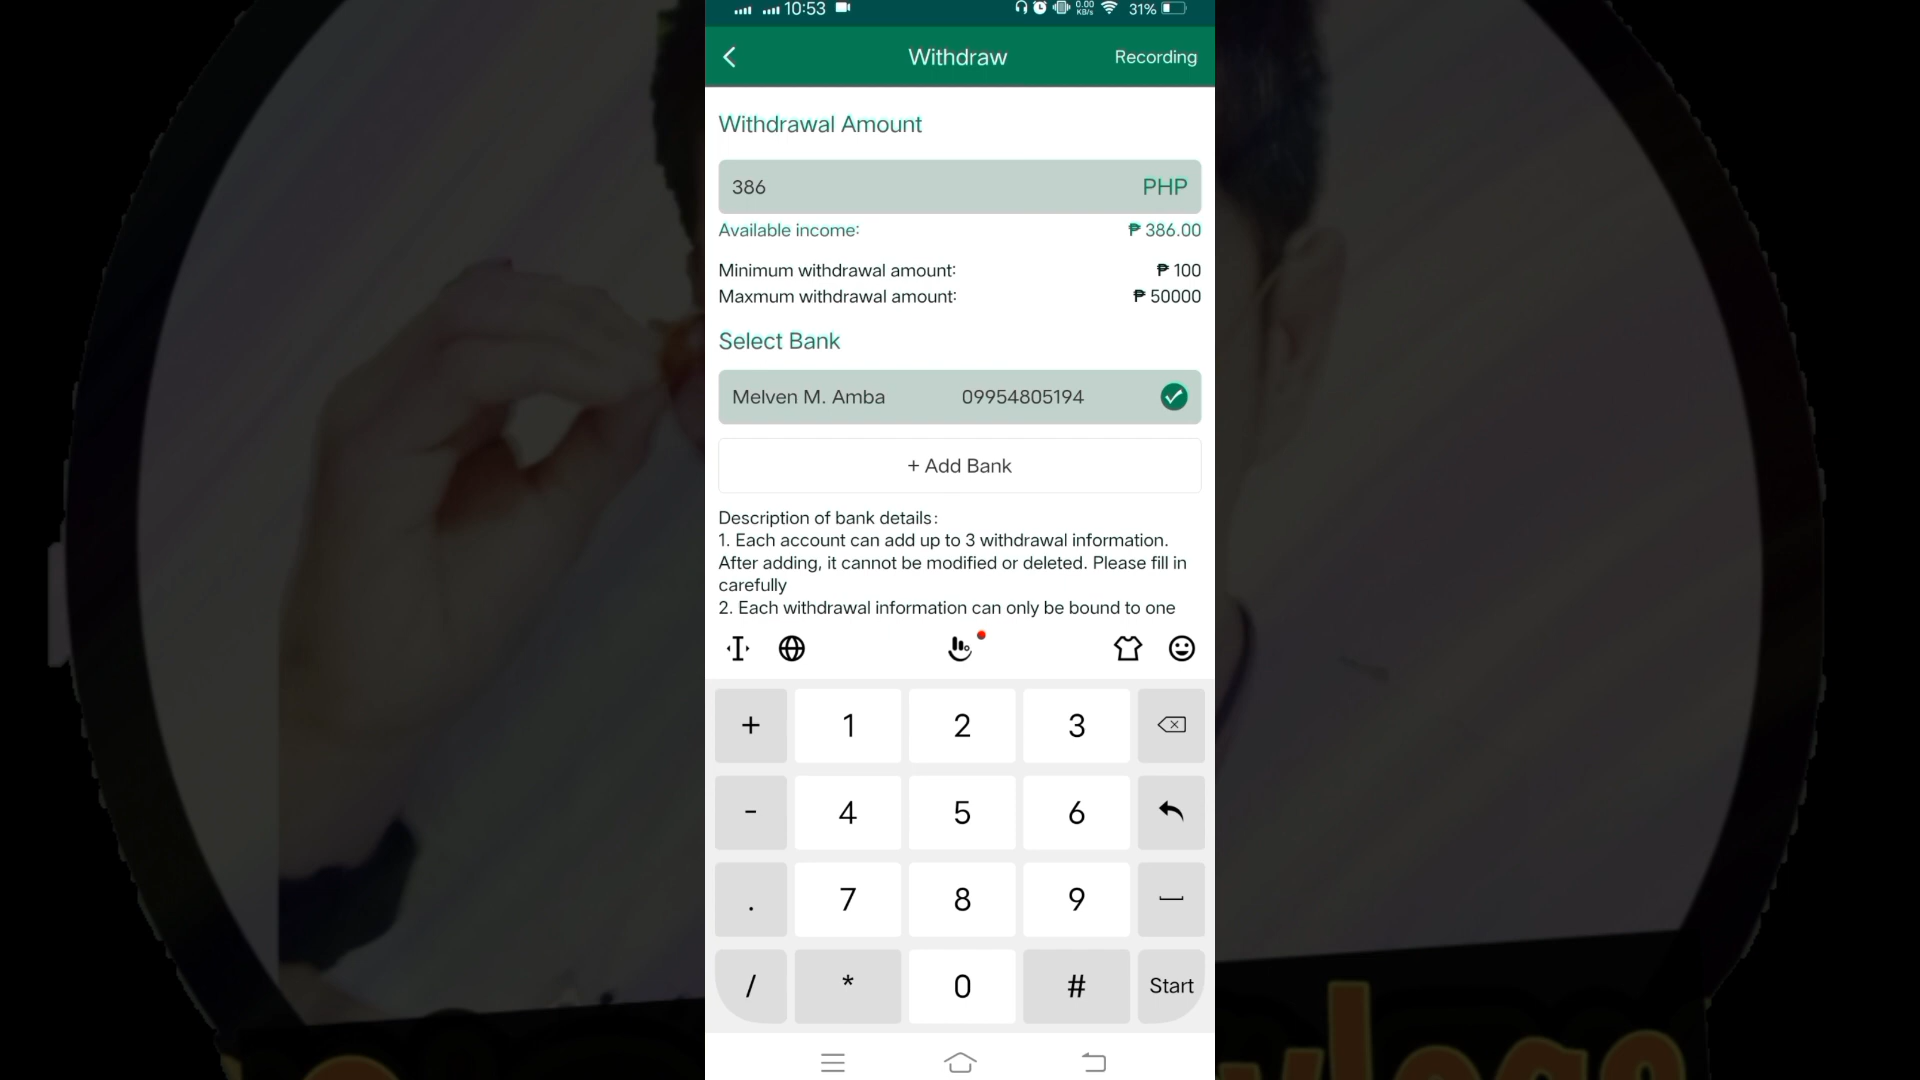 10:53
0.00
KB/s
31%
Withdraw
Recording
Withdrawal Amount
386
PHP
Available income:
₱ 386.00
Minimum withdrawal amount:
₱ 100
Maxmum withdrawal amount:
₱ 50000
Select Bank
Melven M. Amba
09954805194
+ Add Bank
Description of bank details:
1. Each account can add up to 3 withdrawal information.
After adding, it cannot be modified or deleted. Please fill in
carefully
2. Each withdrawal information can only be bound to one
+ 1 2 3
- 4 5 6
. 7 8 9
/ * 0 # Start